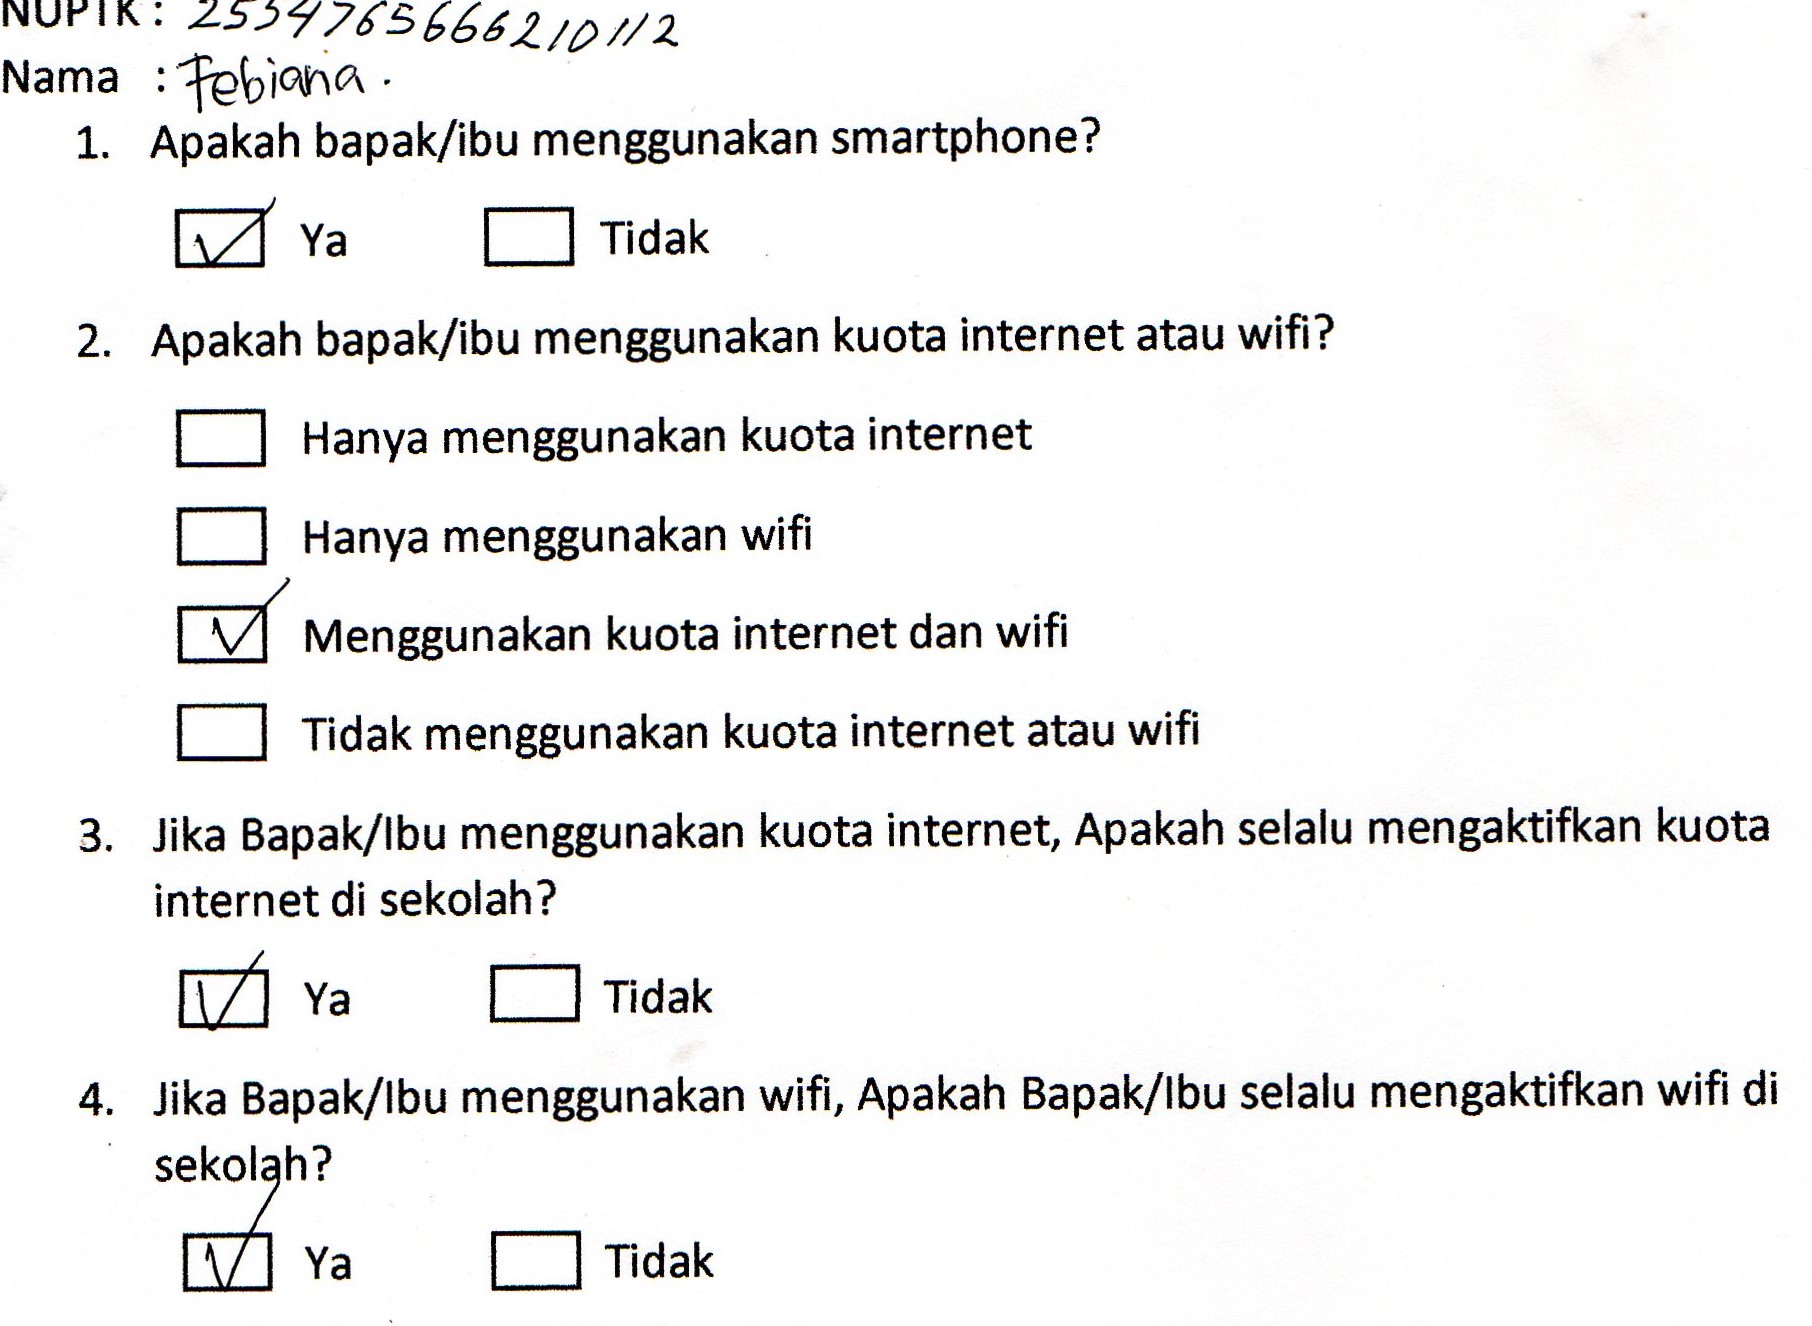 NUPTK : 2554765666210112
Nama : Febiana.
1. Apakah bapak/ibu menggunakan smartphone?
Ya Tidak
2. Apakah bapak/ibu menggunakan kuota internet atau wifi?
Hanya menggunakan kuota internet
Hanya menggunakan wifi
Menggunakan kuota internet dan wifi
Tidak menggunakan kuota internet atau wifi
3. Jika Bapak/Ibu menggunakan kuota internet, Apakah selalu mengaktifkan kuota
internet di sekolah?
Ya Tidak
4. Jika Bapak/Ibu menggunakan wifi, Apakah Bapak/Ibu selalu mengaktifkan wifi di
sekolah?
Ya Tidak